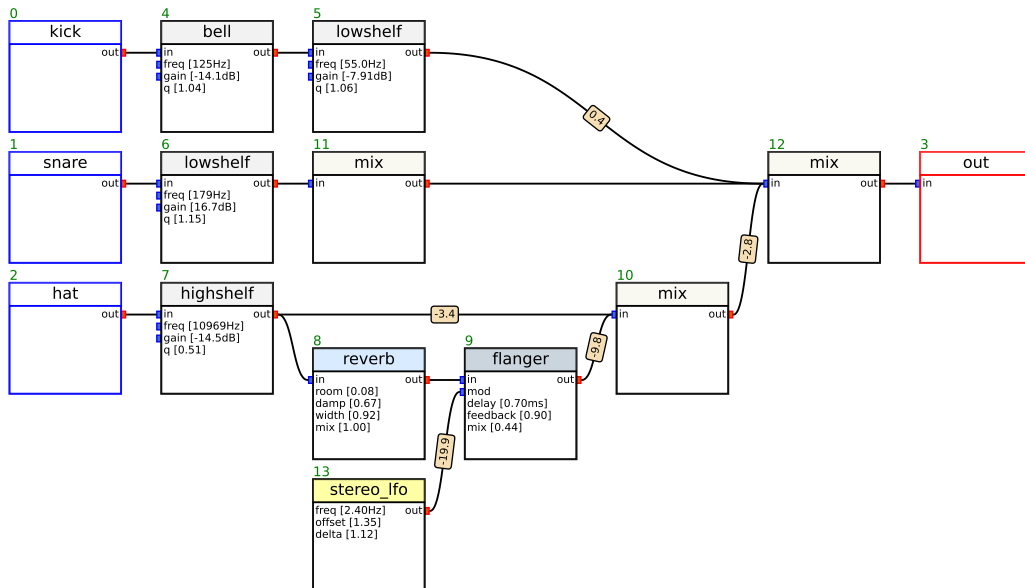 0
kick
out
4
bell
in out
freq [125Hz]
gain [-14.1dB]
q [1.04]
5
lowshelf
in out
freq [55.0Hz]
gain [-7.91dB]
q [1.06]
0.4
1
snare
out
6
lowshelf
in out
freq [179Hz]
gain [16.7dB]
q [1.15]
11
mix
in out
12
mix
in out
3
out
in
-2.8
2
hat
out
7
highshelf
in out
freq [10969Hz]
gain [-14.5dB]
q [0.51]
-3.4
10
mix
in out
-9.8
8
reverb
in out
room [0.08]
damp [0.67]
width [0.92]
mix [1.00]
9
flanger
in out
mod
delay [0.70ms]
feedback [0.90]
mix [0.44]
-19.9
13
stereo_lfo
freq [2.40Hz] out
offset [1.35]
delta [1.12]